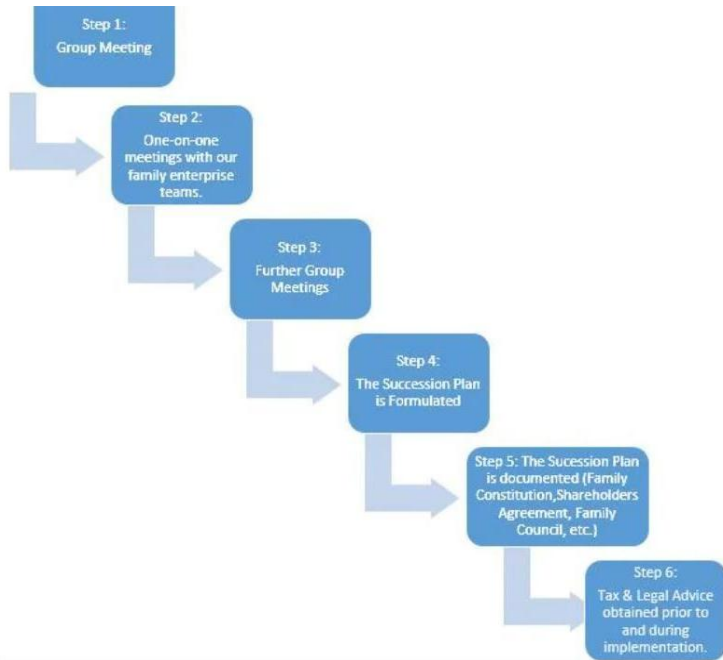 Step 1:
Group Meeting
Step 2:
One-on-one
meetings with our
family enterprise
teams.
Step 3:
Further Group
Meetings
Step 4:
The Succession Plan
is Formulated
Step 5: The Sucession Plan
is documented (Family
Constitution,Shareholders
Agreement, Family
Council, etc.)
Step 6:
Tax & Legal Advice
obtained prior to
and during
implementation.